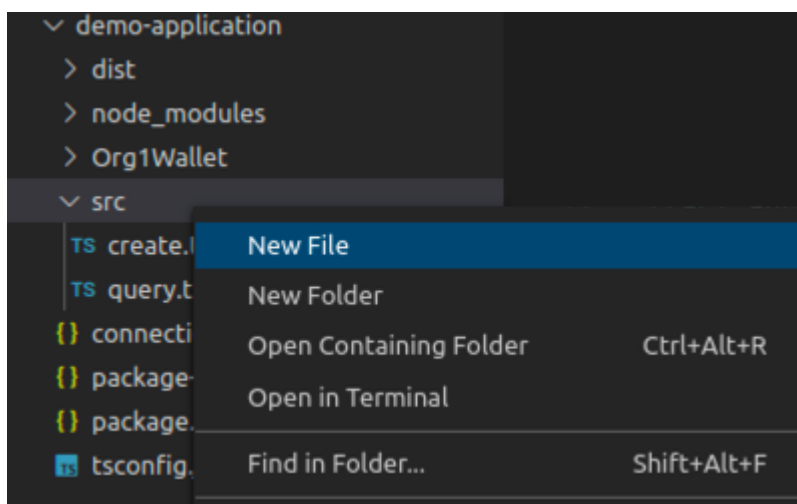 demo-application
dist
node_modules
Org1Wallet
src
TS create.
New File
TS query.t
New Folder
{} connecti
Open Containing Folder Ctrl+Alt+R
{} package-
Open in Terminal
{} package.
TS tsconfig.
Find in Folder... Shift+Alt+F